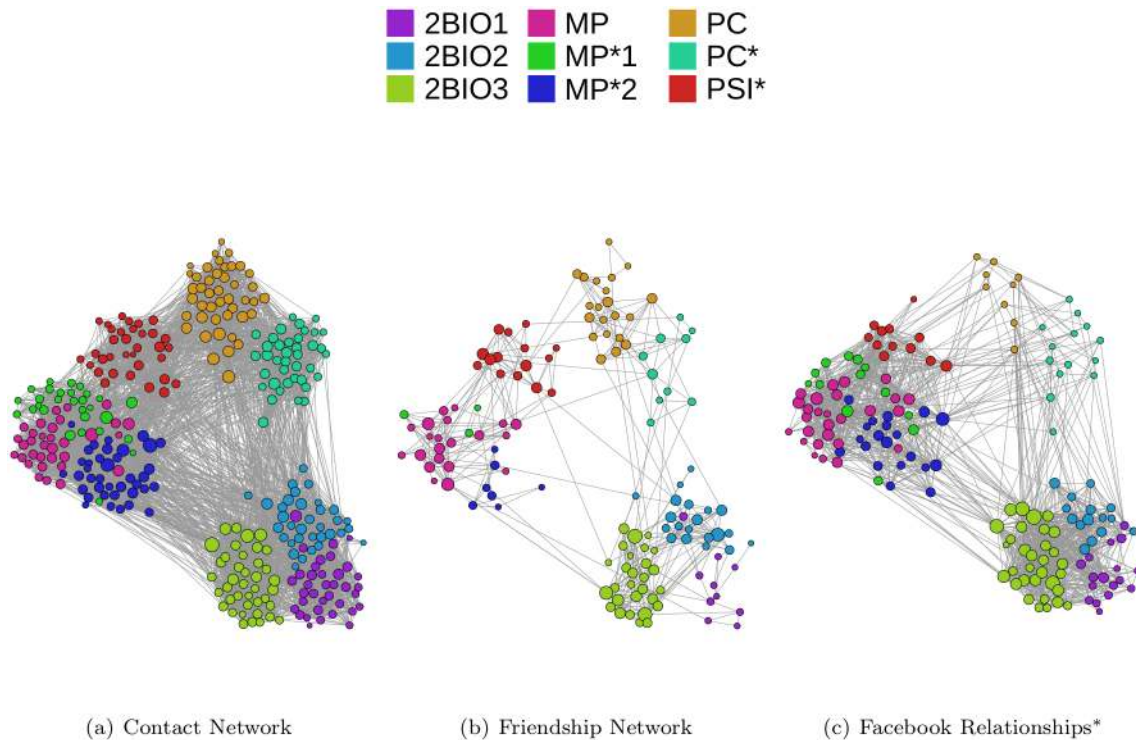 2BIO1 MP PC
2BIO2 MP*1 PC*
2BIO3 MP*2 PSI*
(a) Contact Network (b) Friendship Network (c) Facebook Relationships*